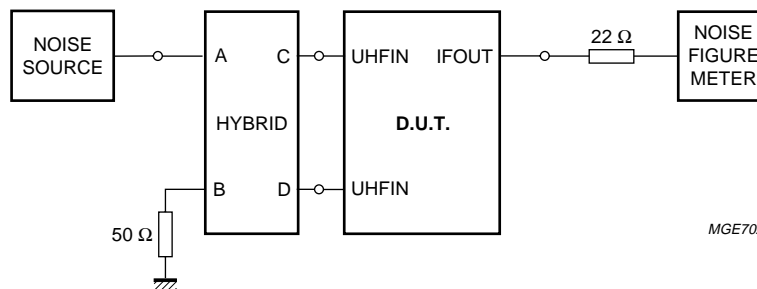 NOISE
SOURCE
A
C
UHFIN
IFOUT
22 Ω
NOISE
FIGURE
METER
HYBRID
D.U.T.
B
D
UHFIN
50 Ω